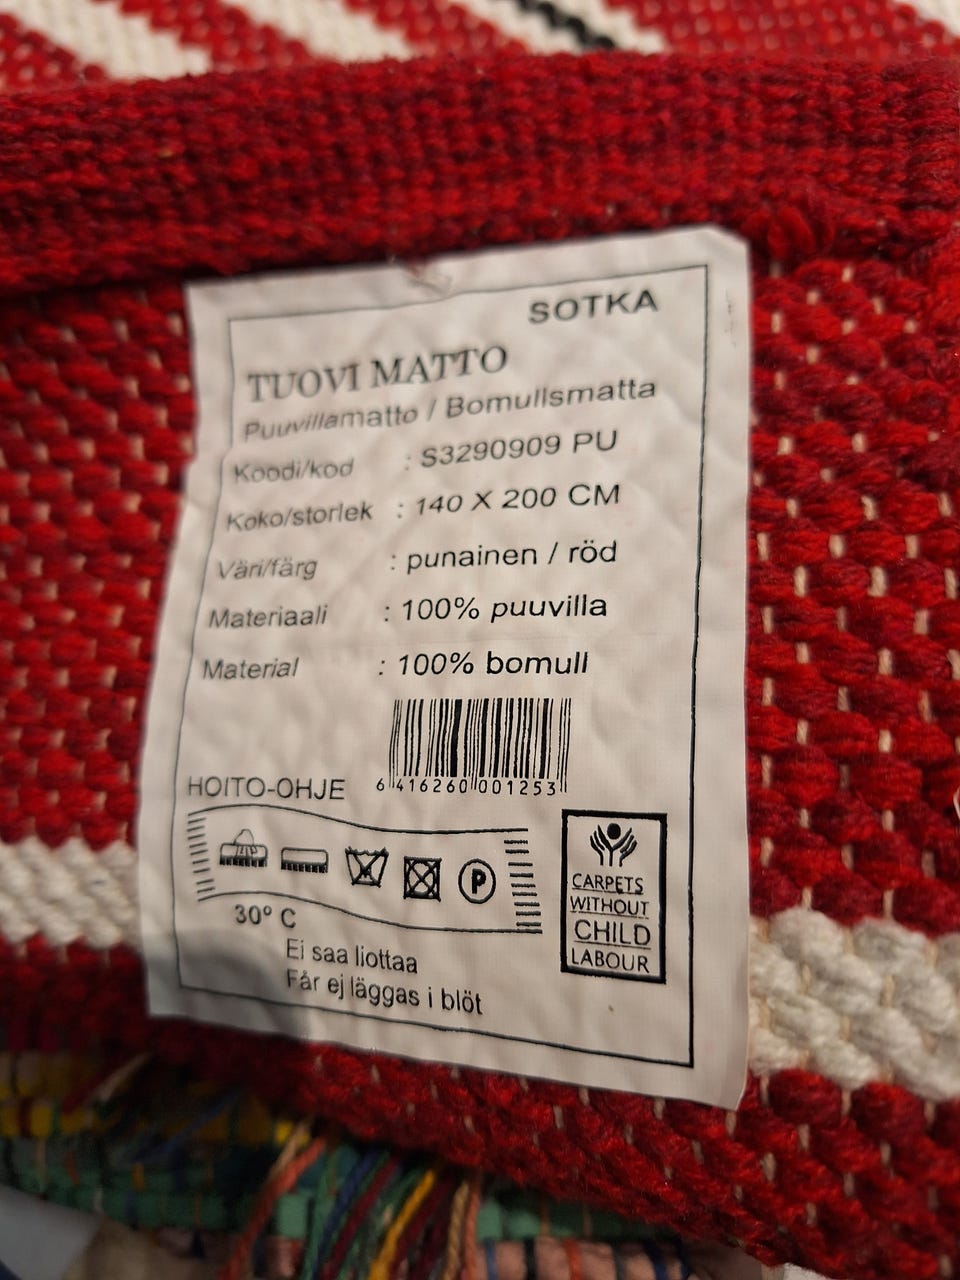 SOTKA
TUOVI MATTO
Puuvillamatto / Bomullsmatta
Koodi/kod : S3290909 PU
Koko/storlek : 140 X 200 CM
Väri/färg : punainen / röd
Materiaali : 100% puuvilla
Material : 100% bomull
6 416260 001253
HOITO-OHJE
P
30° C
Ei saa liottaa
Får ej läggas i blöt
CARPETS
WITHOUT
CHILD
LABOUR